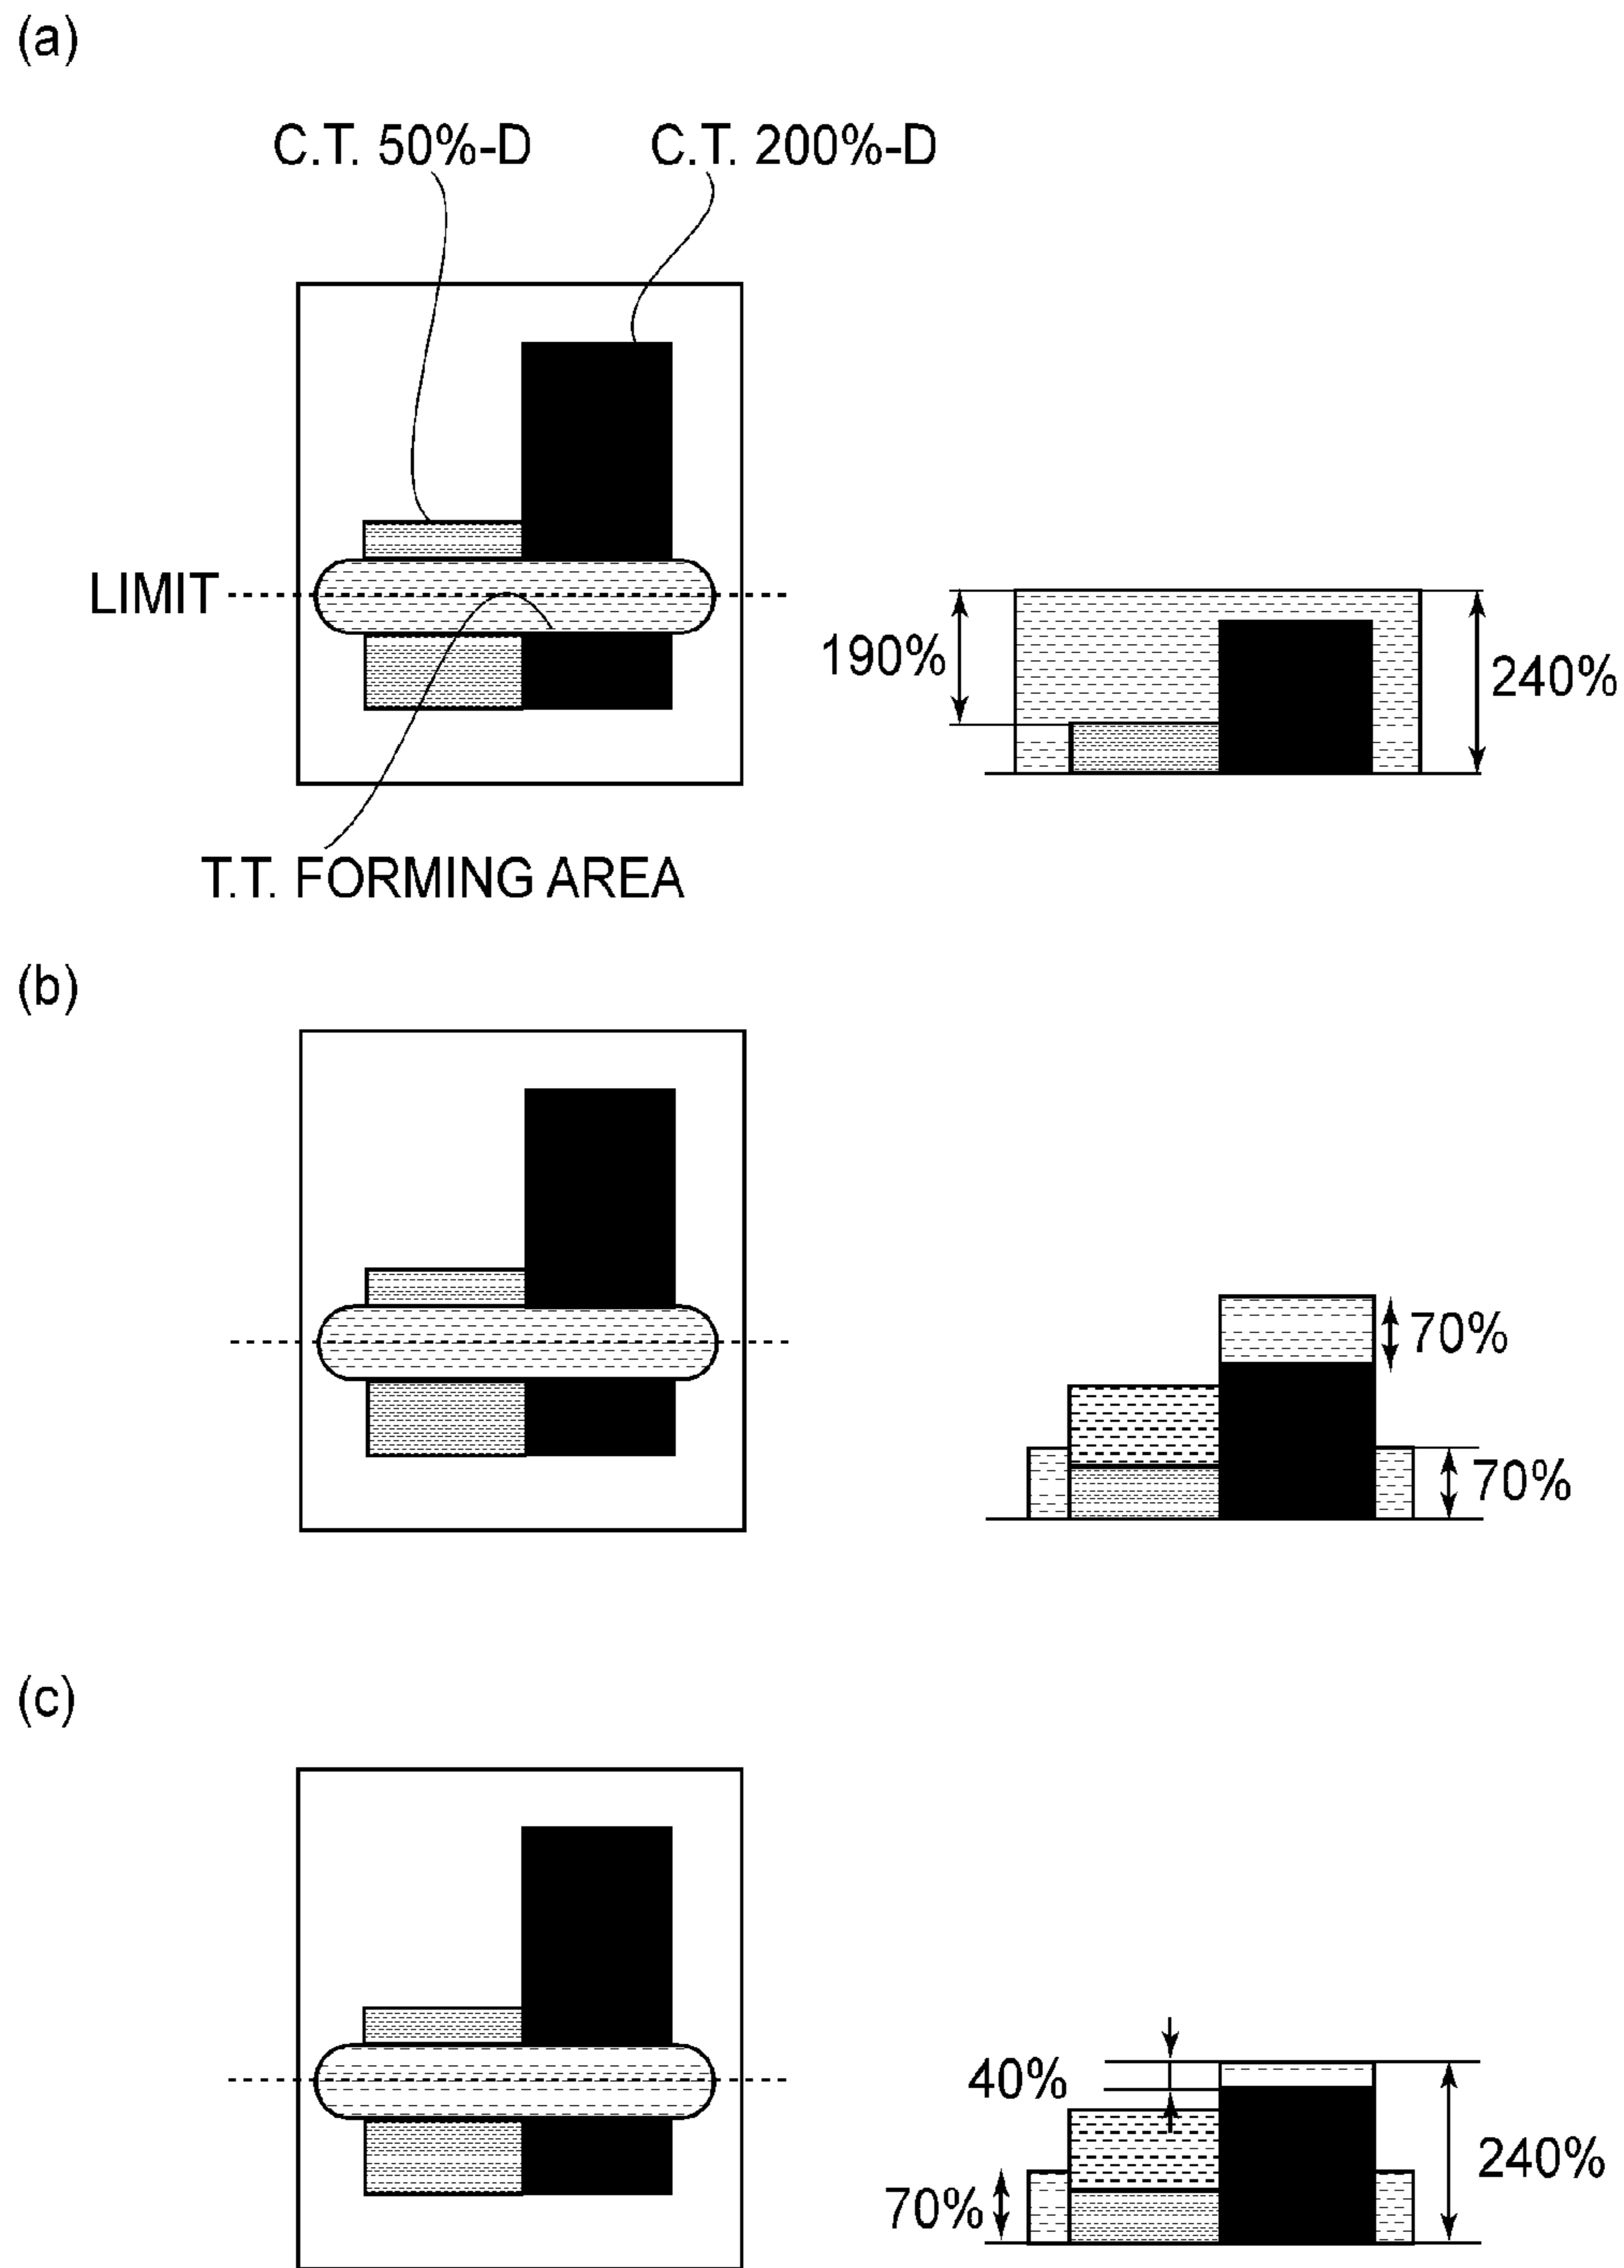 (a)
C.T. 50%-D C.T. 200%-D
LIMIT
190%
240%
T.T. FORMING AREA
(b)
70%
70%
(c)
40%
240%
70%